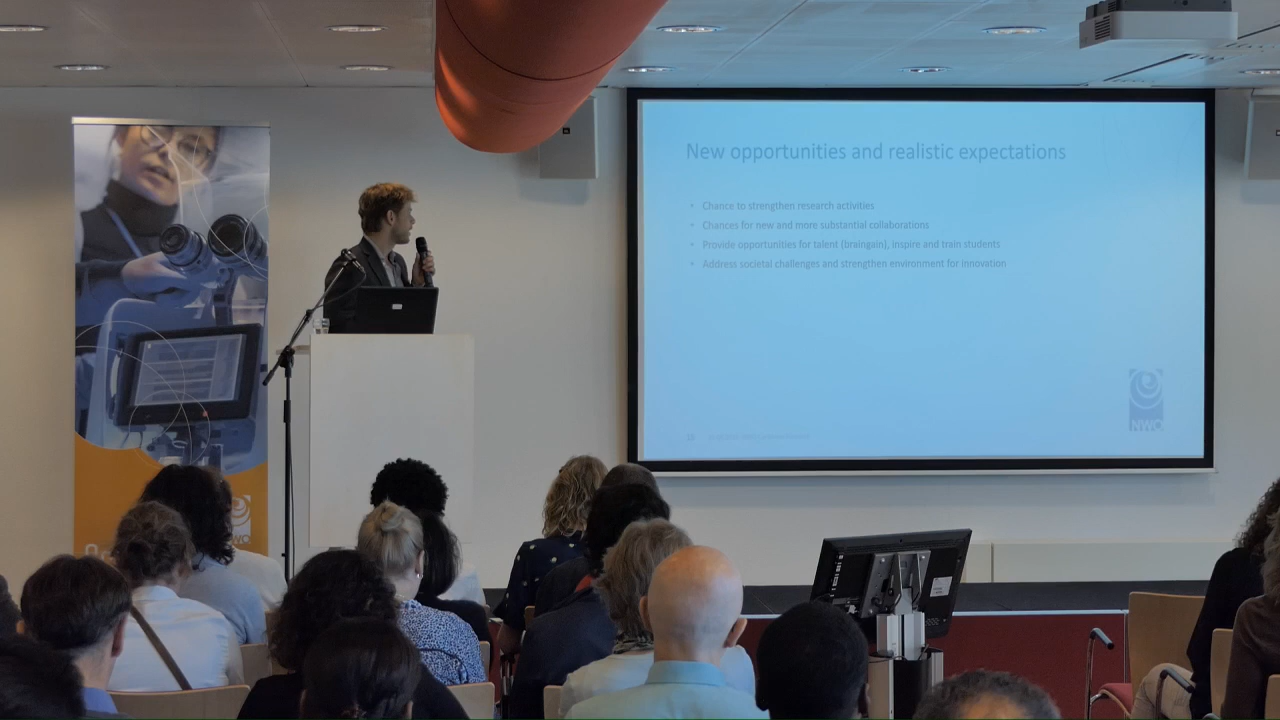 New opportunities and realistic expectations
• Chance to strengthen research activities
• Chances for new and more substantial collaborations
• Provide opportunities for talent (braingain), inspire and train students
• Address societal challenges and strengthen environment for innovation
NWO
NWO